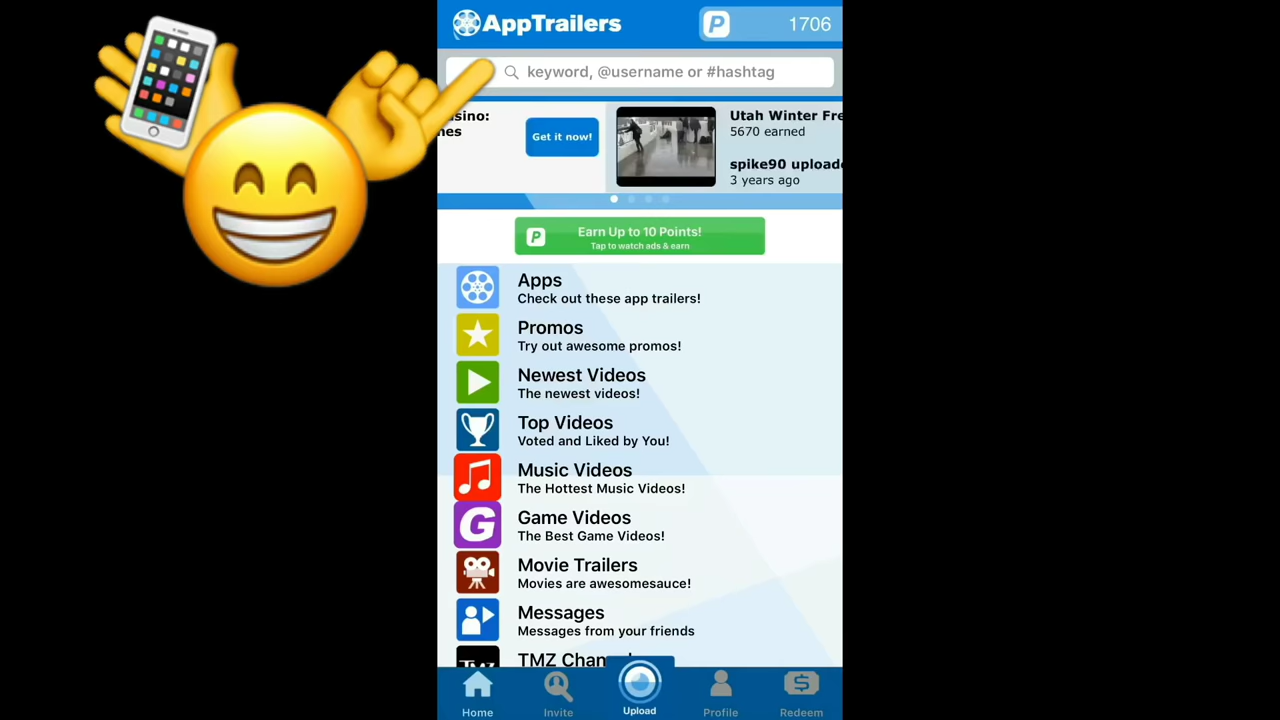 AppTrailers
P 1706
keyword, @username or #hashtag
Get it now!
Utah Winter Fre
5670 earned
3 years ago
P
Earn Up to 10 Points!
Tap to watch ads & earn
Apps
Check out these app trailers!
Promos
Try out awesome promos!
Newest Videos
The newest videos!
Top Videos
Voted and Liked by You!
Music Videos
The Hottest Music Videos!
G
Game Videos
The Best Game Videos!
Movie Trailers
Movies are awesomesauce!
Messages
Messages from your friends
TMZ
Home
Invite
Upload
Profile
Redeem